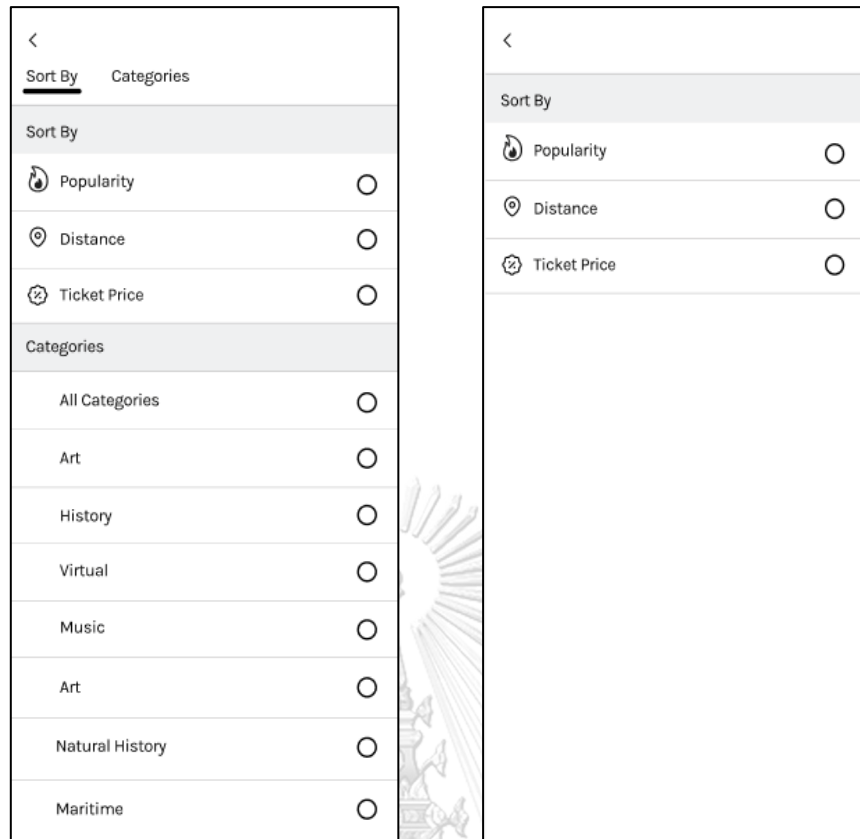 Sort By Categories
Sort By
Popularity
Distance
Ticket Price
Categories
All Categories
Art
History
Virtual
Music
Art
Natural History
Maritime
Sort By
Popularity
Distance
Ticket Price